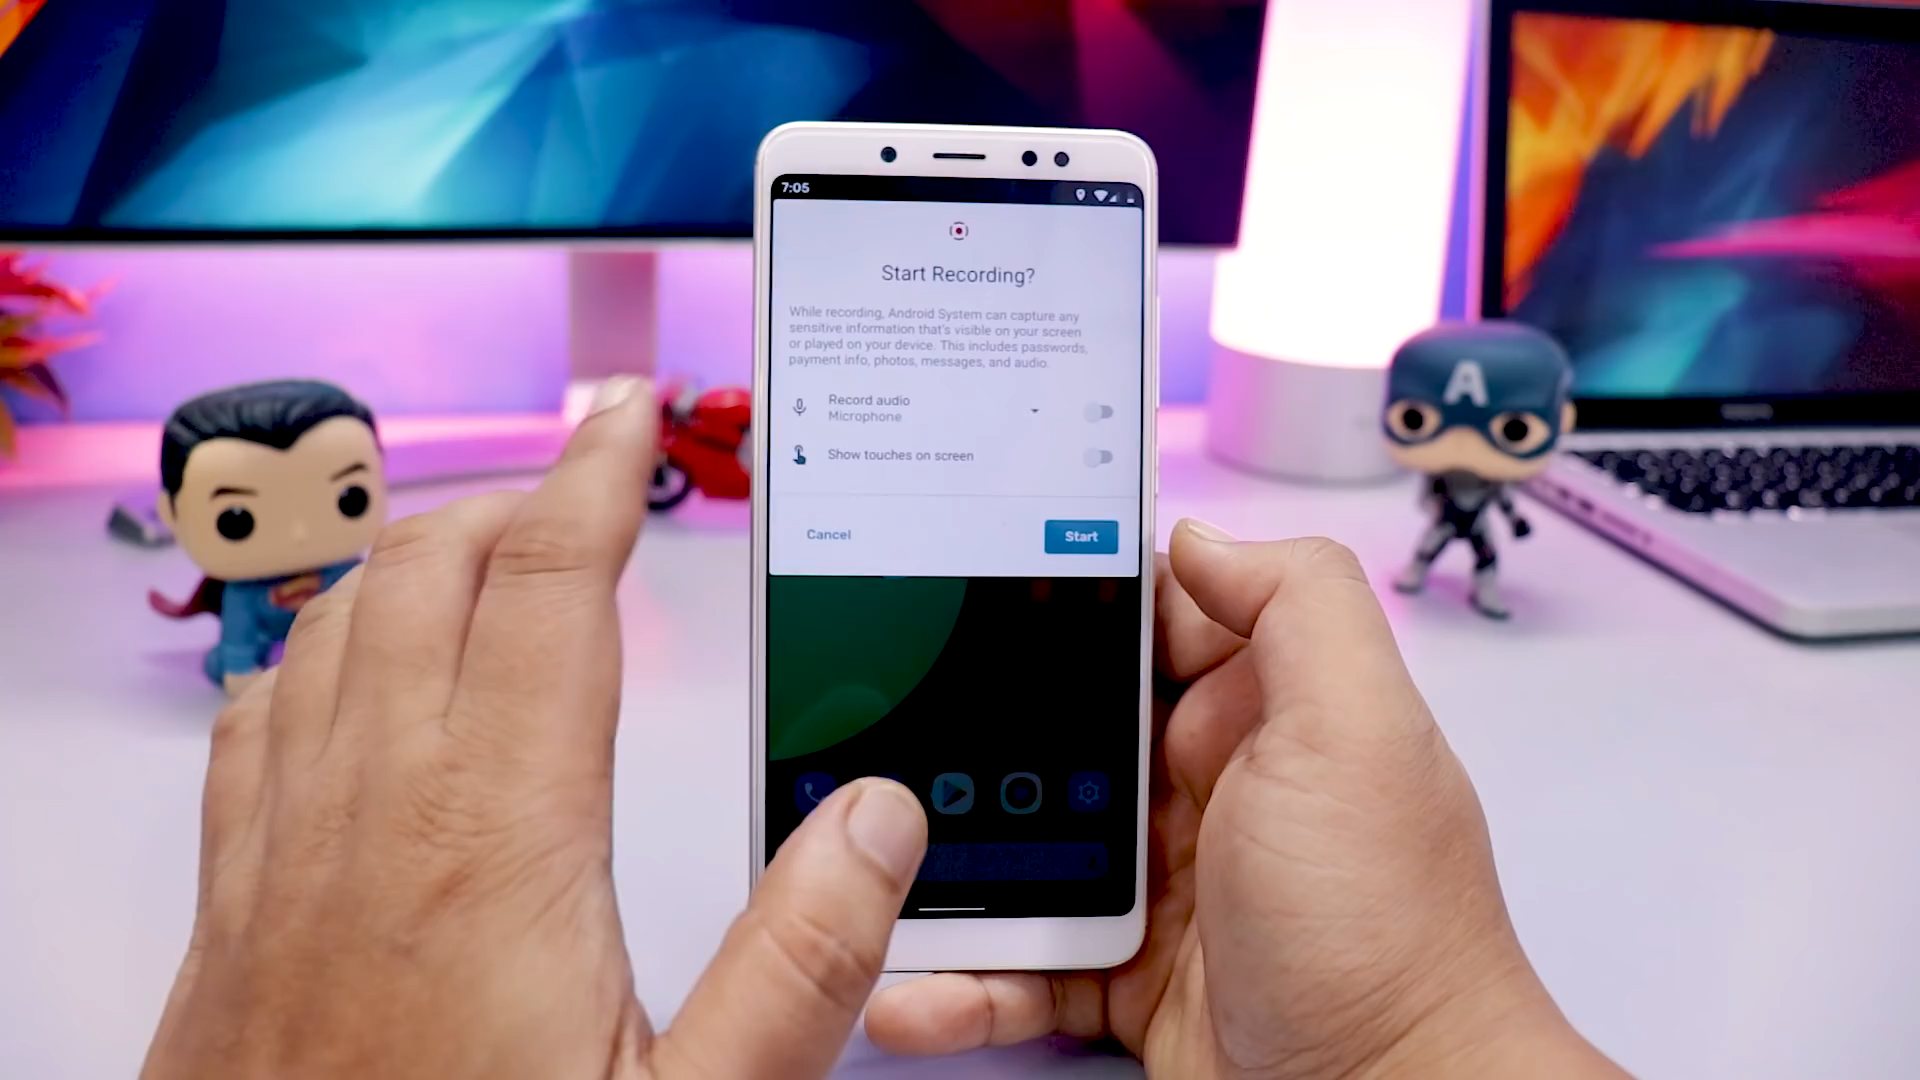 7:05
Start Recording?
While recording, Android System can capture any
sensitive information that's visible on your screen
or played on your device. This includes passwords,
payment info, photos, messages, and audio.
Record audio
Microphone
Show touches on screen
Cancel
Start
A